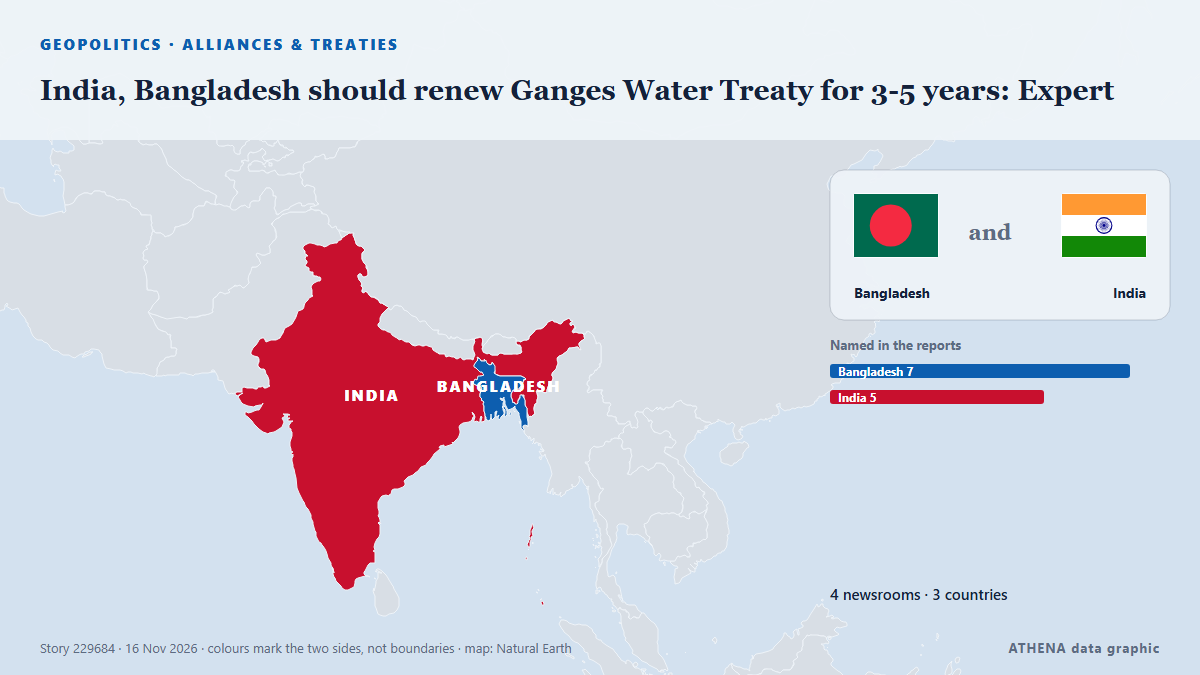 GEOPOLITICS · ALLIANCES & TREATIES
India, Bangladesh should renew Ganges Water Treaty for 3-5 years: Expert
and
Bangladesh
India
Named in the reports
Bangladesh 7
India 5
INDIA
BANGLADESH
4 newsrooms · 3 countries
Story 229684 · 16 Nov 2026 · colours mark the two sides, not boundaries · map: Natural Earth
ATHENA data graphic